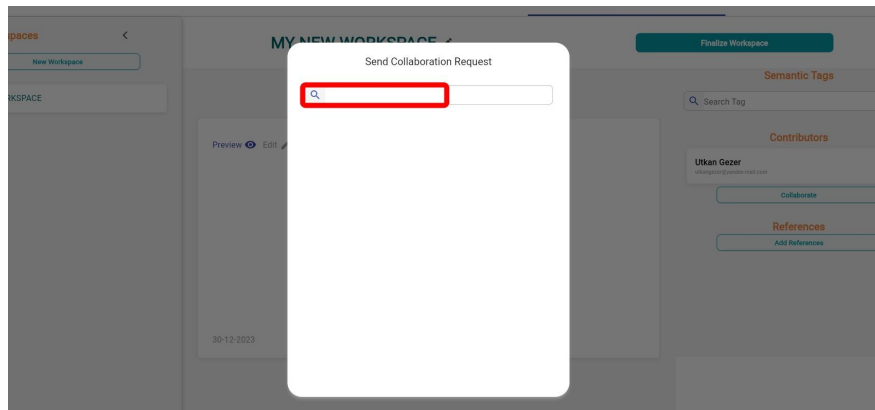 spaces
New Workspace
RKSPACE
MY NEW WORKSPACE
Finalize Workspace
Send Collaboration Request
Semantic Tags
Search Tag
Preview Edit
Contributors
Utkan Gezer
Collaborate
References
Add References
30-12-2023